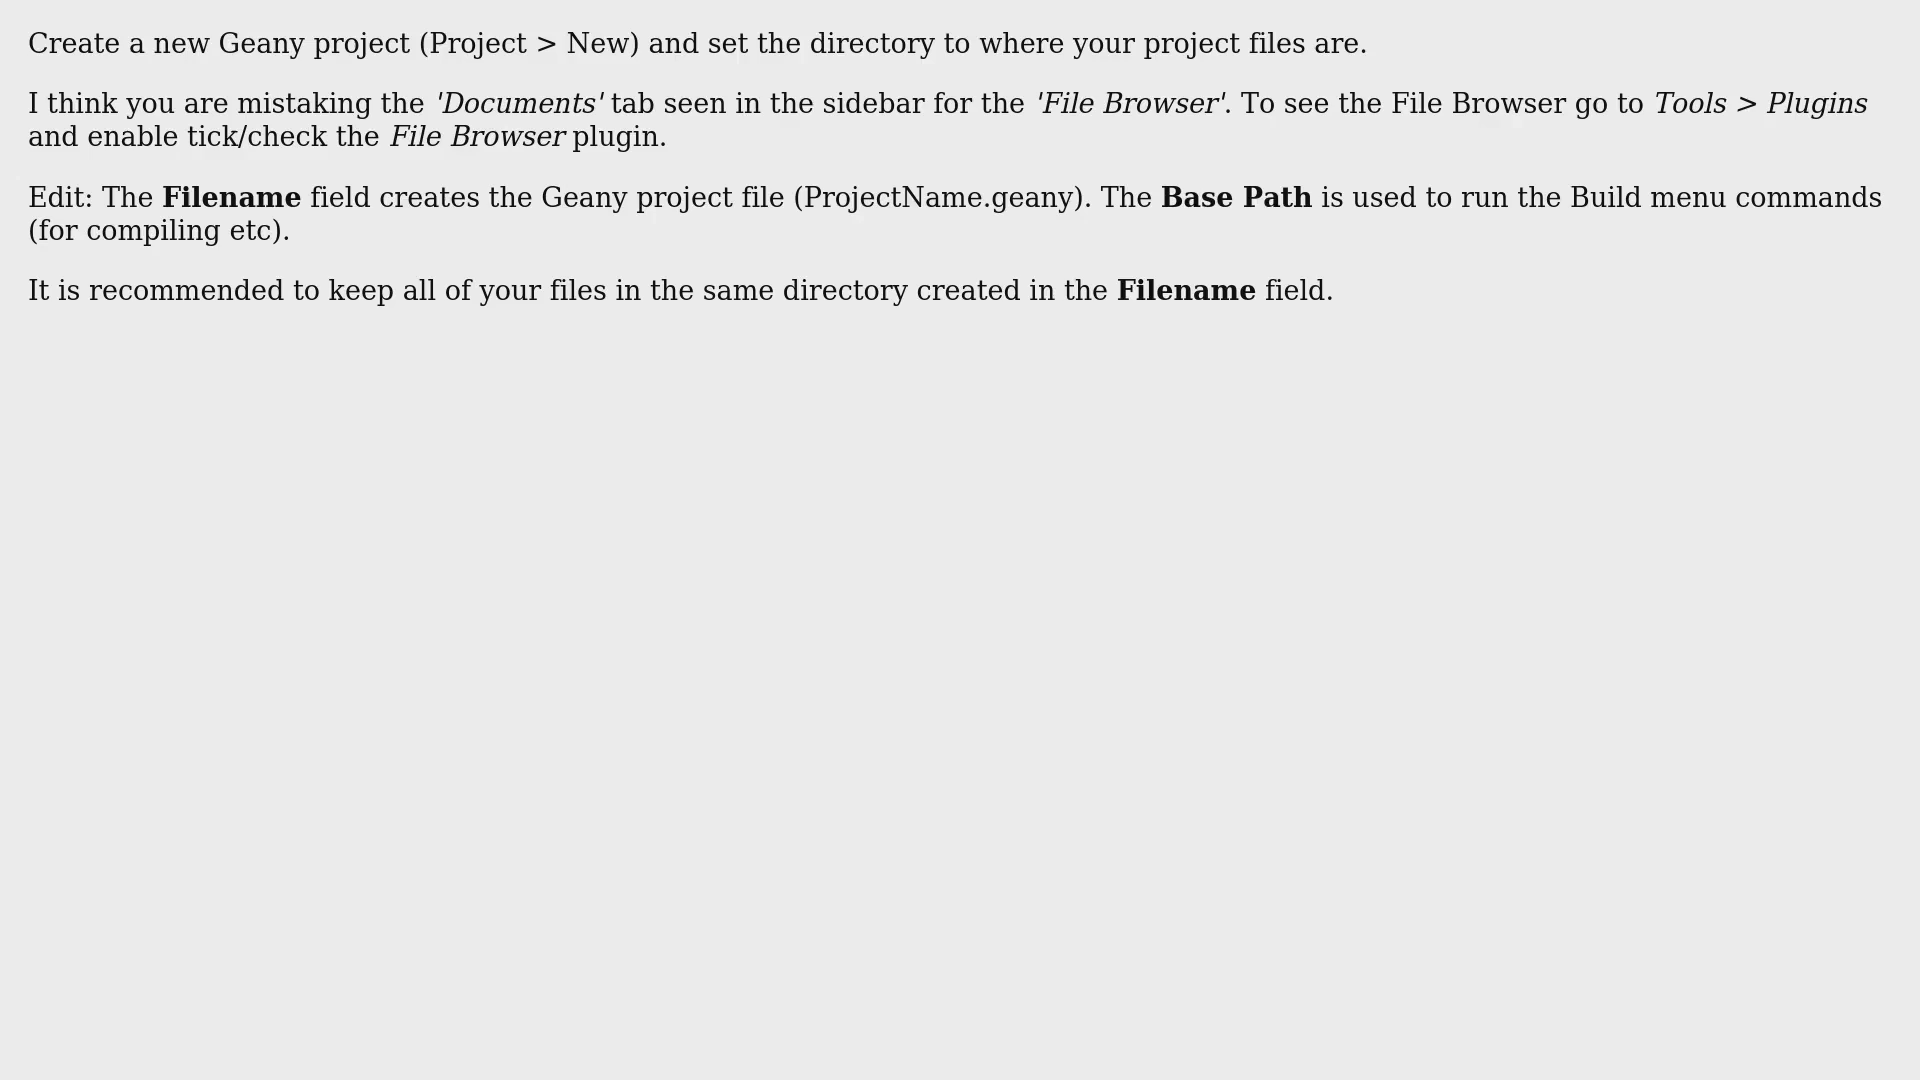 Create a new Geany project (Project > New) and set the directory to where your project files are.
I think you are mistaking the 'Documents' tab seen in the sidebar for the 'File Browser'. To see the File Browser go to Tools > Plugins
and enable tick/check the File Browser plugin.
Edit: The Filename field creates the Geany project file (ProjectName.geany). The Base Path is used to run the Build menu commands
(for compiling etc).
It is recommended to keep all of your files in the same directory created in the Filename field.